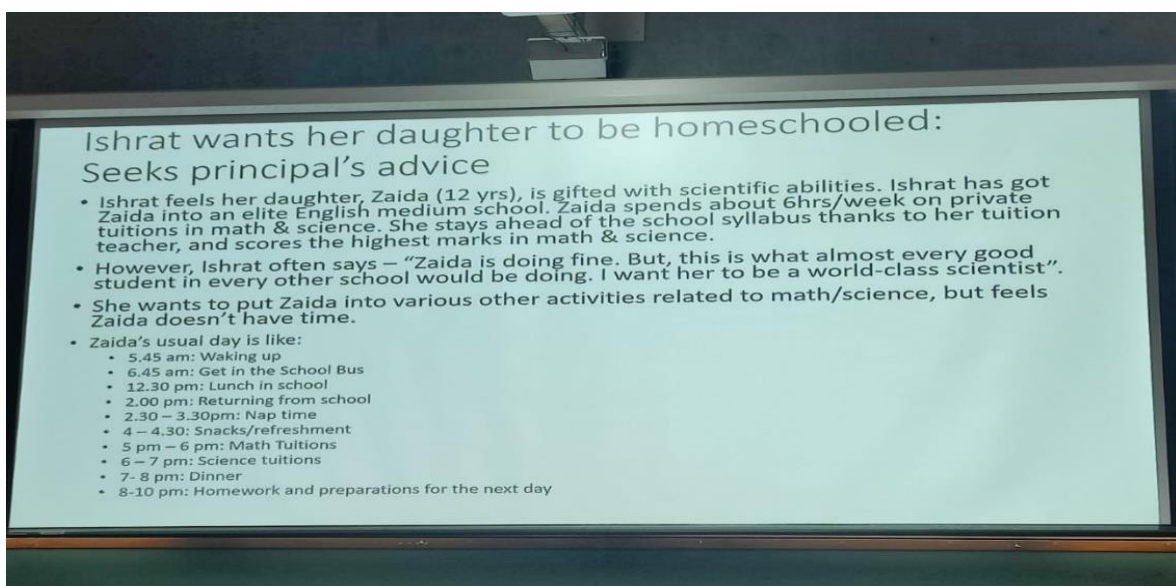 Ishrat wants her daughter to be homeschooled:
Seeks principal's advice
• Ishrat feels her daughter, Zaida (12 yrs), is gifted with scientific abilities. Ishrat has got
Zaida into an elite English medium school. Zaida spends about 6hrs/week on private
tuitions in math & science. She stays ahead of the school syllabus thanks to her tuition
teacher, and scores the highest marks in math & science.
• However, Ishrat often says – “Zaida is doing fine. But, this is what almost every good
student in every other school would be doing. I want her to be a world-class scientist”.
• She wants to put Zaida into various other activities related to math/science, but feels
Zaida doesn't have time.
• Zaida's usual day is like:
• 5.45 am: Waking up
• 6.45 am: Get in the School Bus
• 12.30 pm: Lunch in school
• 2.00 pm: Returning from school
• 2.30 – 3.30pm: Nap time
• 4 – 4.30: Snacks/refreshment
• 5 pm – 6 pm: Math Tuitions
• 6 – 7 pm: Science tuitions
• 7- 8 pm: Dinner
• 8-10 pm: Homework and preparations for the next day